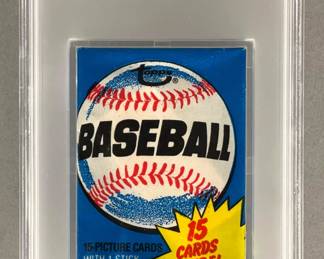 topps®
BASEBALL
15 PICTURE CARDS
WITH A STICK
15
CARDS